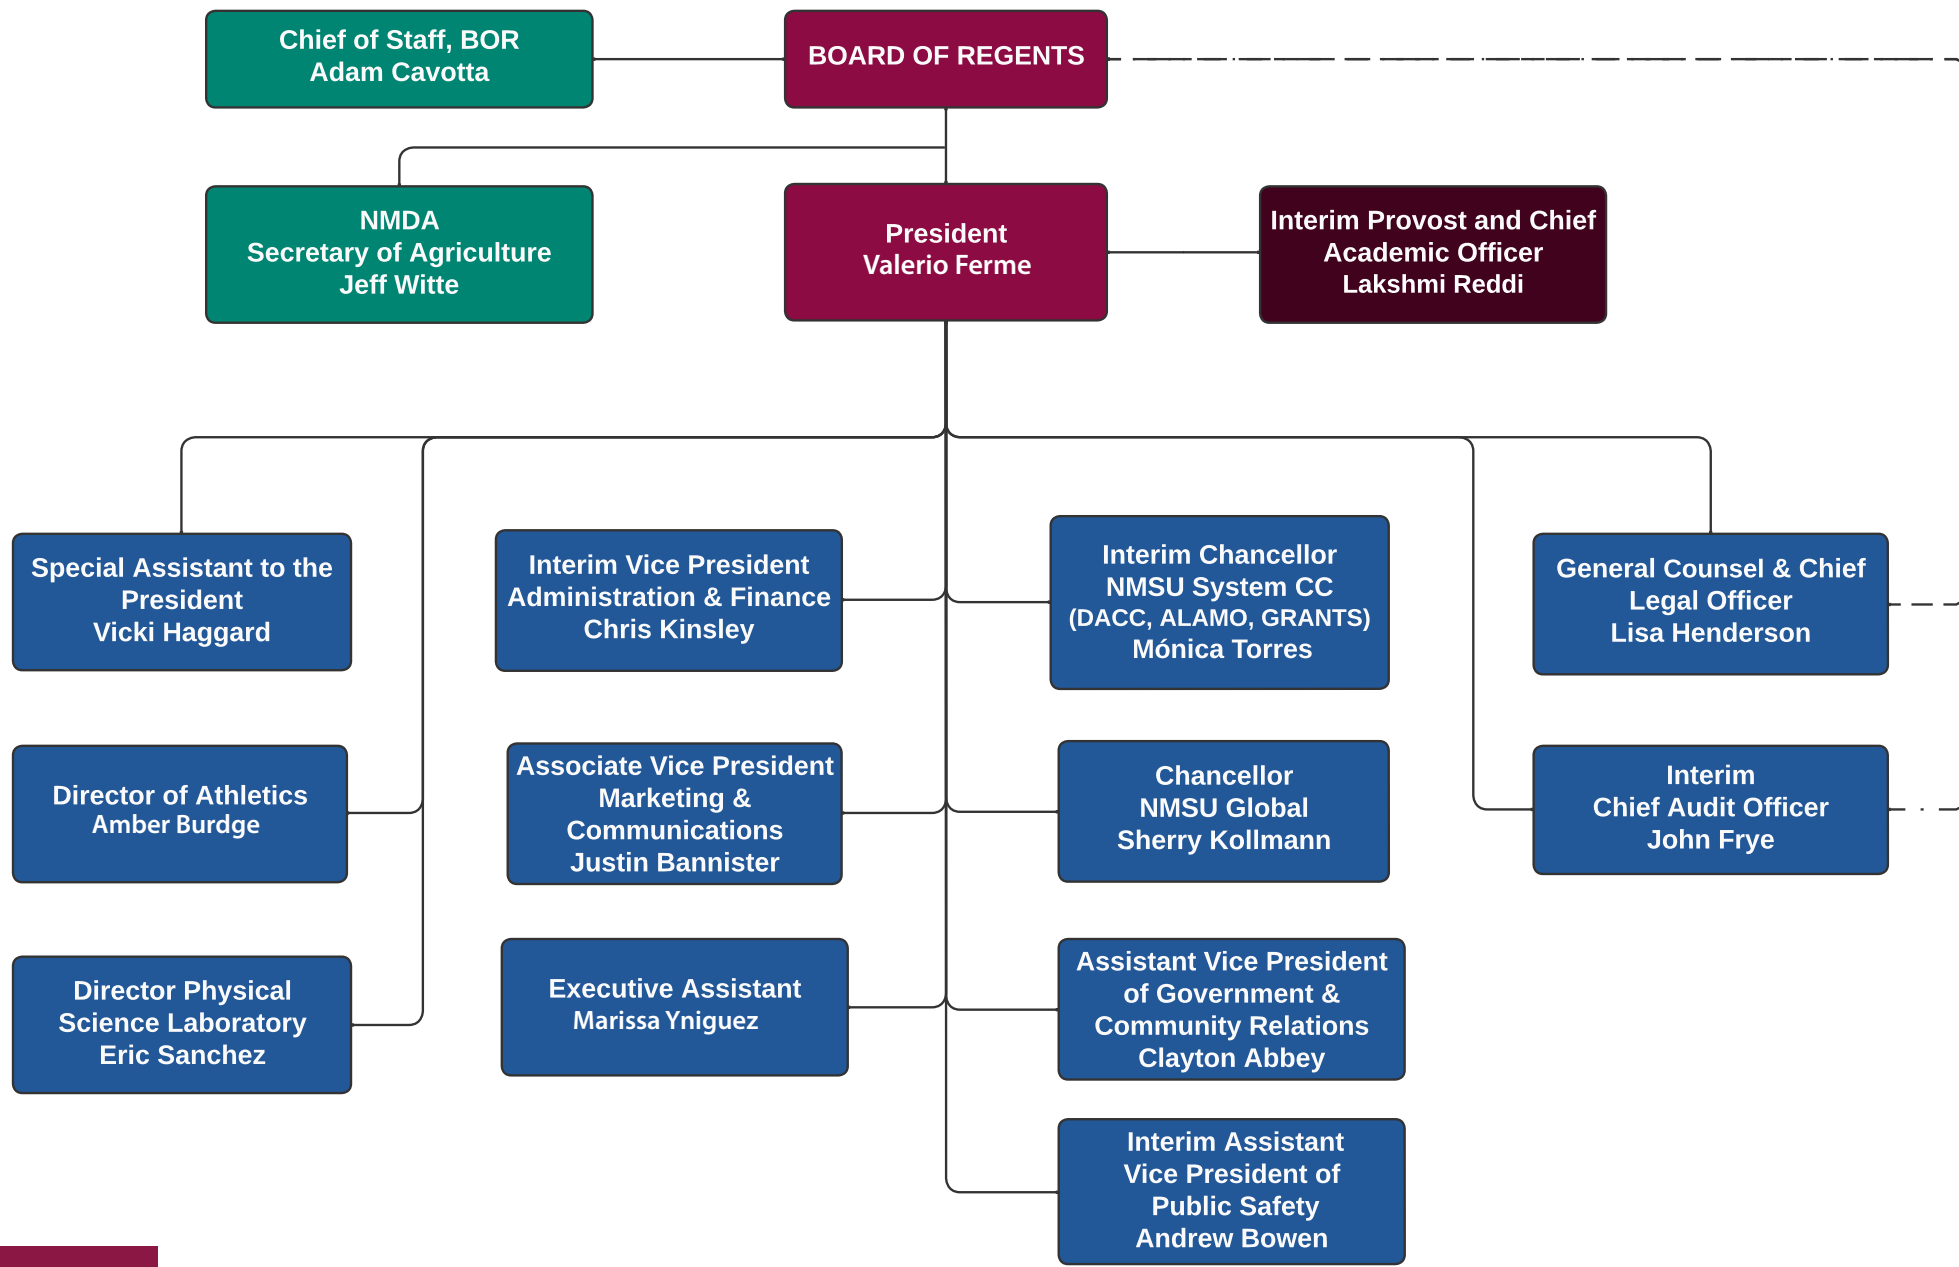 Chief of Staff, BOR
Adam Cavotta
BOARD OF REGENTS
NMDA
Secretary of Agriculture
Jeff Witte
President
Valerio Ferme
Interim Provost and Chief
Academic Officer
Lakshmi Reddi
Special Assistant to the
President
Vicki Haggard
Interim Vice President
Administration & Finance
Chris Kinsley
Interim Chancellor
NMSU System CC
(DACC, ALAMO, GRANTS)
Mónica Torres
General Counsel & Chief
Legal Officer
Lisa Henderson
Director of Athletics
Amber Burdge
Associate Vice President
Marketing &
Communications
Justin Bannister
Chancellor
NMSU Global
Sherry Kollmann
Interim
Chief Audit Officer
John Frye
Director Physical
Science Laboratory
Eric Sanchez
Executive Assistant
Marissa Yniguez
Assistant Vice President
of Government &
Community Relations
Clayton Abbey
Interim Assistant
Vice President of
Public Safety
Andrew Bowen